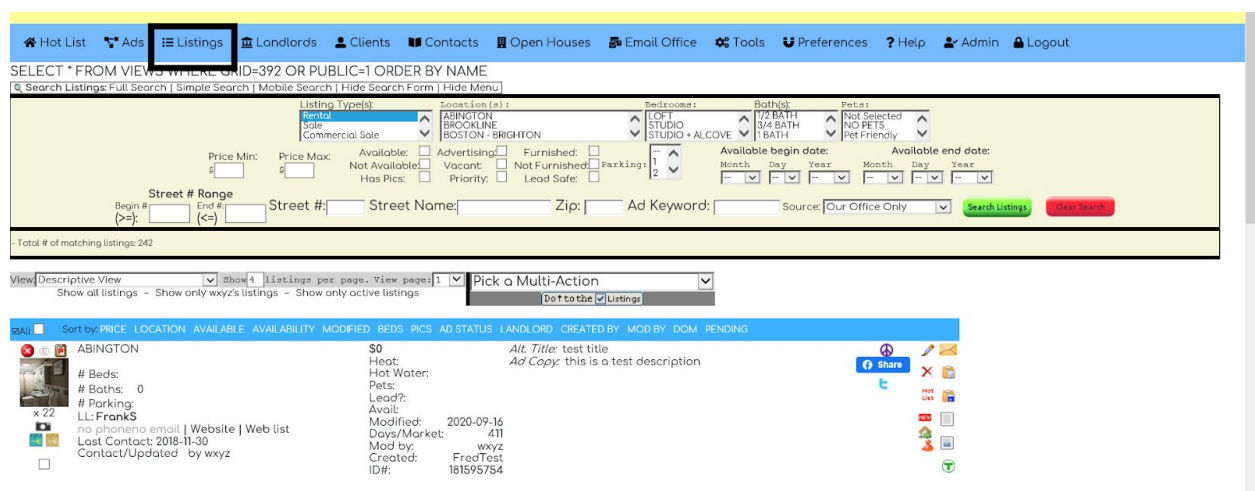 Hot List Ads Listings Landlords Clients Contacts Open Houses Email Office Tools Preferences ? Help Admin Logout
SELECT * FROM VIEWS WHERE GRID=392 OR PUBLIC=1 ORDER BY NAME
Search Listings: Full Search | Simple Search | Mobile Search | Hide Search Form | Hide Menu
Listing Type(s): Location(s): Bedrooms: Bath(s): Pets:
Rental ABINGTON LOFT 1/2 BATH Not Selected
Sale BROOKLINE STUDIO 3/4 BATH NO PETS
Commercial Sale BOSTON - BRIGHTON STUDIO + ALCOVE 1 BATH Pet Friendly
Price Min: Price Max: Available: Advertising: Furnished: -- Available begin date: Available end date:
$ $ Not Available: Vacant: Not Furnished: Parking: 1 Month Day Year Month Day Year
Has Pics: Priority: Lead Safe: 2 -- -- -- -- -- --
Street # Range
Begin # End # Street #: Street Name: Zip: Ad Keyword: Source: Our Office Only Search Listings Clear Search
(>=): (<=)
- Total # of matching listings: 242
View: Descriptive View Show 4 listings per page. View page: 1 Pick a Multi-Action
Show all listings - Show only wxyz's listings - Show only active listings Do ↑ to the Listings
All Sort by: PRICE LOCATION AVAILABLE AVAILABILITY MODIFIED BEDS PICS AD STATUS LANDLORD CREATED BY MOD BY DOM PENDING
P ABINGTON $0 Alt. Title: test title
Heat: Ad Copy: this is a test description
# Beds: Hot Water: Share
# Baths: 0 Pets:
# Parking: Lead?: Hot List
x 22 LL: FrankS Avail:
no phoneno email | Website | Web list Modified: 2020-09-16 NEW
Last Contact: 2018-11-30 Days/Market: 411
Contact/Updated by wxyz Mod by: wxyz
Created: FredTest
ID#: 181595754 T